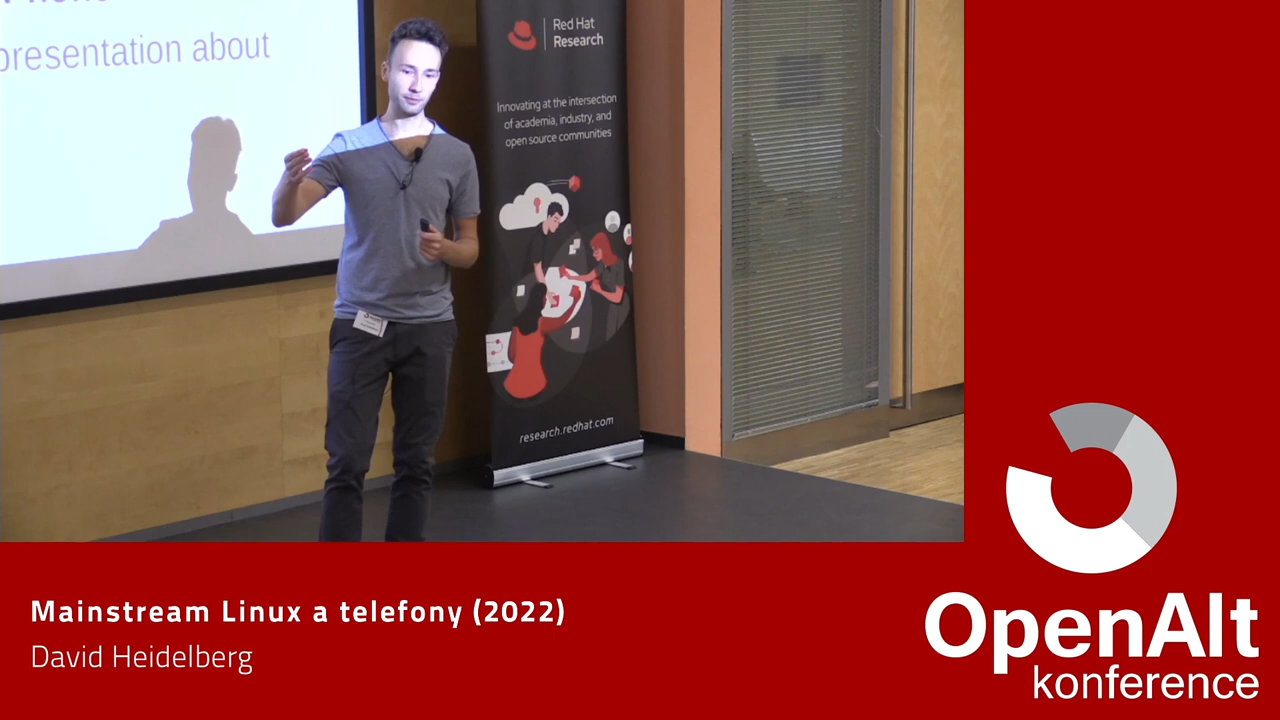 presentation about
Red Hat
Research
Innovating at the intersection
of academia, industry, and
open source communities
research.redhat.com
Mainstream Linux a telefony (2022)
David Heidelberg
OpenAlt
konference